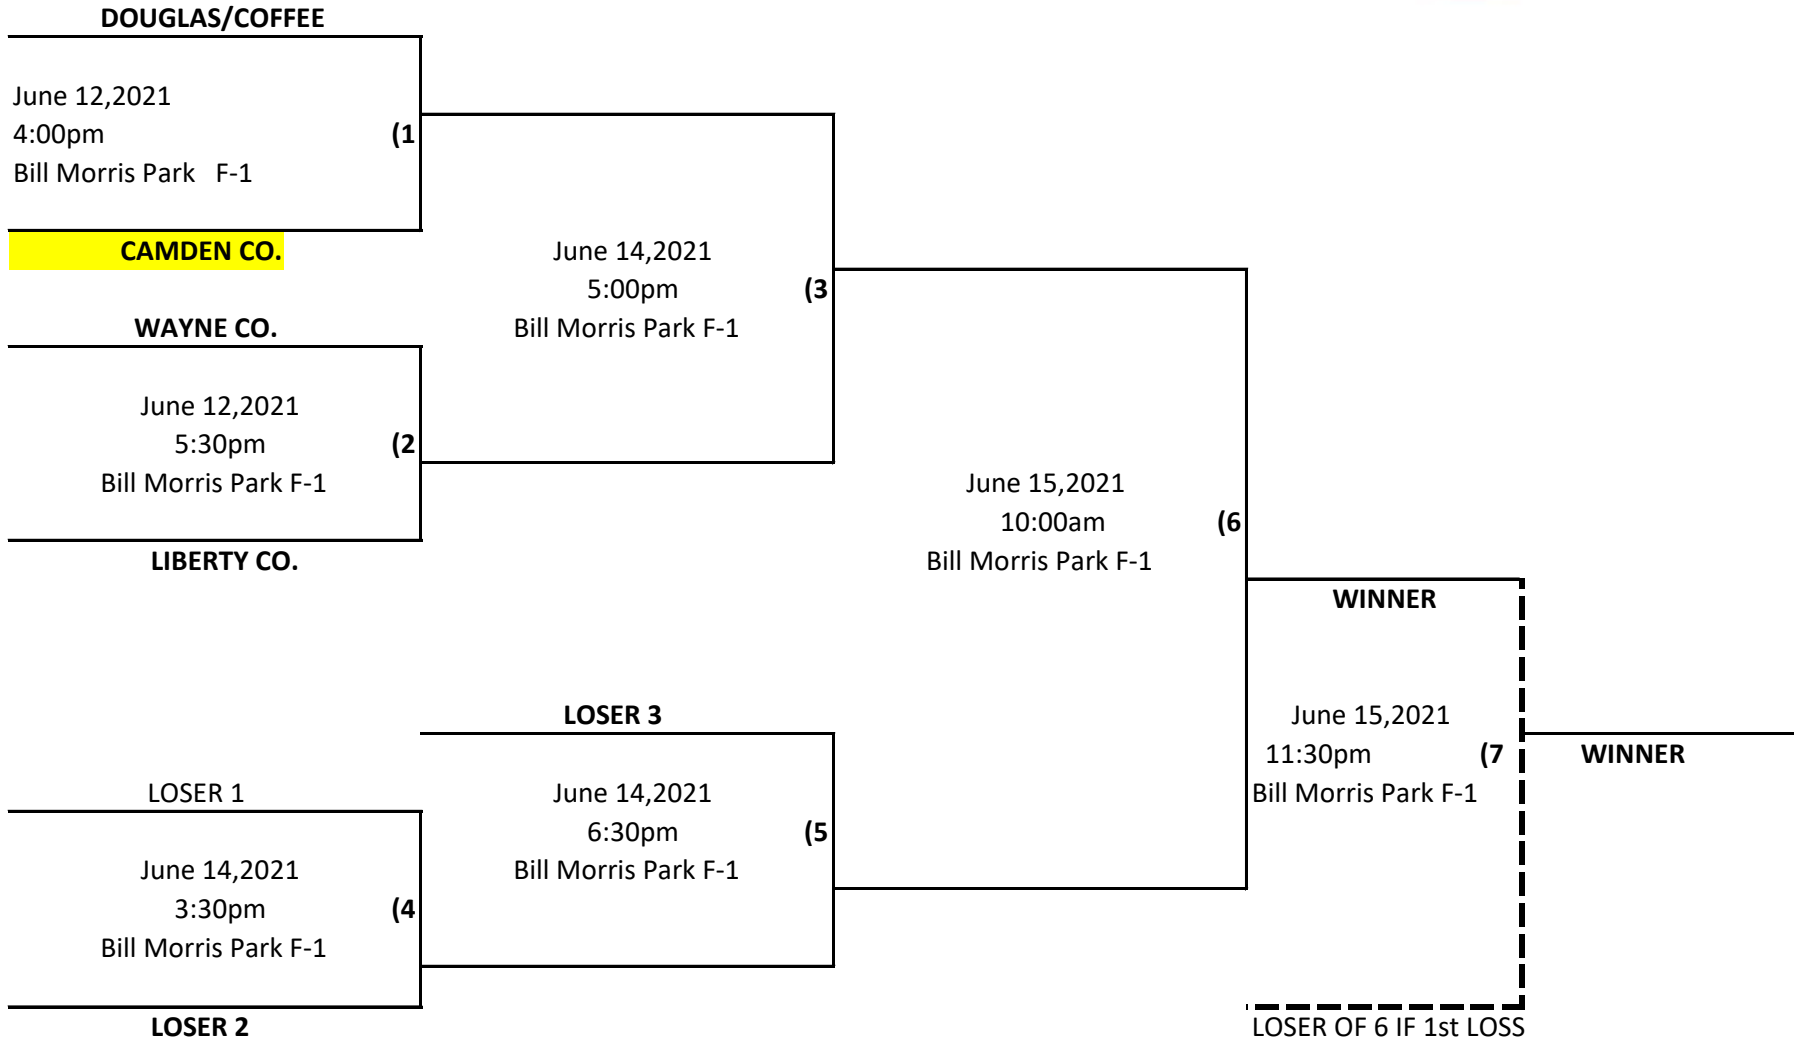 DOUGLAS/COFFEE
June 12,2021
4:00pm (1
Bill Morris Park F-1
CAMDEN CO.
June 14,2021
5:00pm (3
Bill Morris Park F-1
WAYNE CO.
June 12,2021
5:30pm (2
Bill Morris Park F-1
LIBERTY CO.
June 15,2021
10:00am (6
Bill Morris Park F-1
WINNER
LOSER 3
June 15,2021
11:30pm (7
Bill Morris Park F-1
WINNER
LOSER 1
June 14,2021
6:30pm (5
Bill Morris Park F-1
June 14,2021
3:30pm (4
Bill Morris Park F-1
LOSER 2
LOSER OF 6 IF 1st LOSS